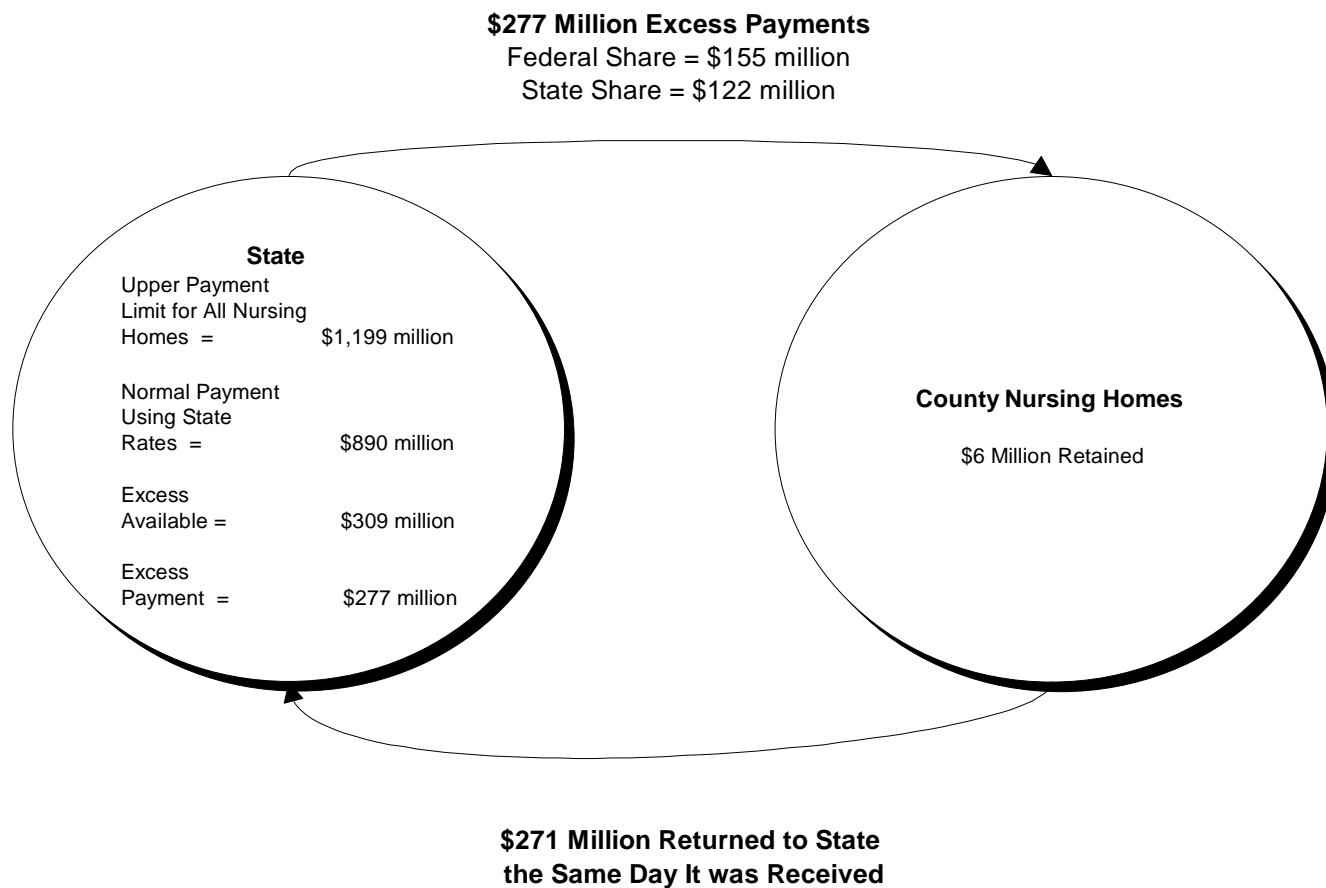 $277 Million Excess Payments
Federal Share = $155 million
State Share = $122 million
State
Upper Payment
Limit for All Nursing
Homes = $1,199 million
Normal Payment
Using State
Rates = $890 million
Excess
Available = $309 million
Excess
Payment = $277 million
County Nursing Homes
$6 Million Retained
$271 Million Returned to State
the Same Day It was Received